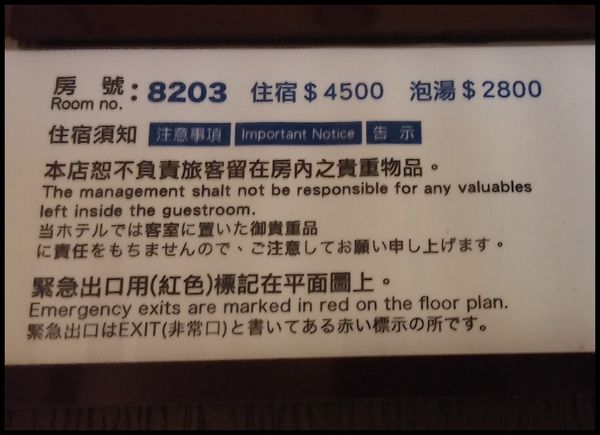 房 號 : 8203 住宿 $ 4500 泡湯 $ 2800
Room no.
住宿須知 注意事項 Important Notice 告 示
本店恕不負責旅客留在房內之貴重物品。
The management shalt not be responsible for any valuables
left inside the guestroom.
当ホテルでは客室に置いた御貴重品
に責任をもちませんので、ご注意してお願い申し上げます。
緊急出口用(紅色)標記在平面圖上。
Emergency exits are marked in red on the floor plan.
緊急出口はEXIT(非常口)と書いてある赤い標示の所です。